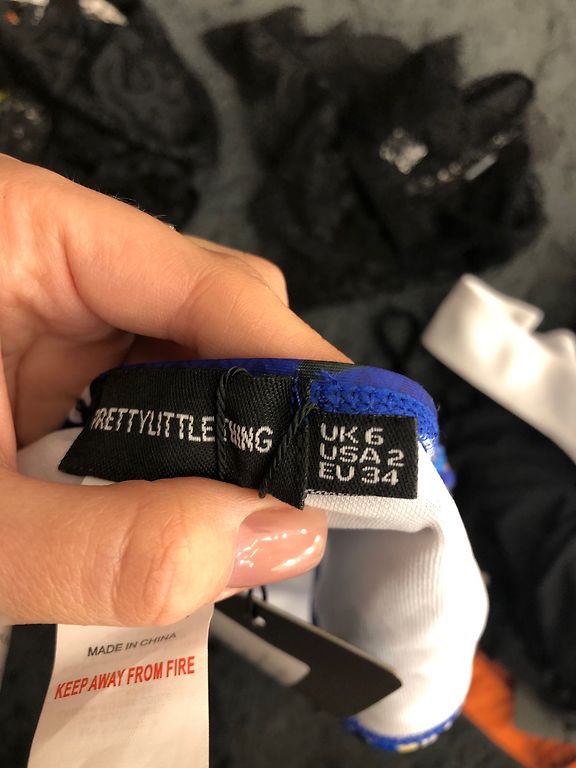 PRETTYLITTLETHING
UK 6
USA 2
EU 34
MADE IN CHINA
KEEP AWAY FROM FIRE